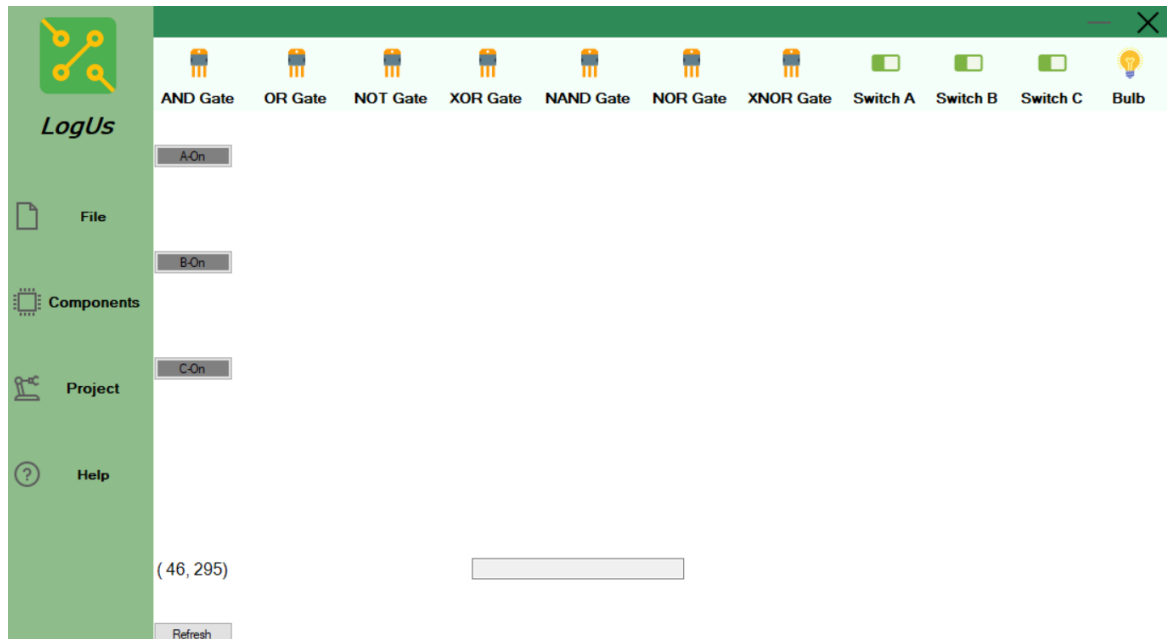 AND Gate OR Gate NOT Gate XOR Gate NAND Gate NOR Gate XNOR Gate Switch A Switch B Switch C Bulb
LogUs
A-On
File
B-On
Components
C-On
Project
Help
( 46, 295)
Refresh